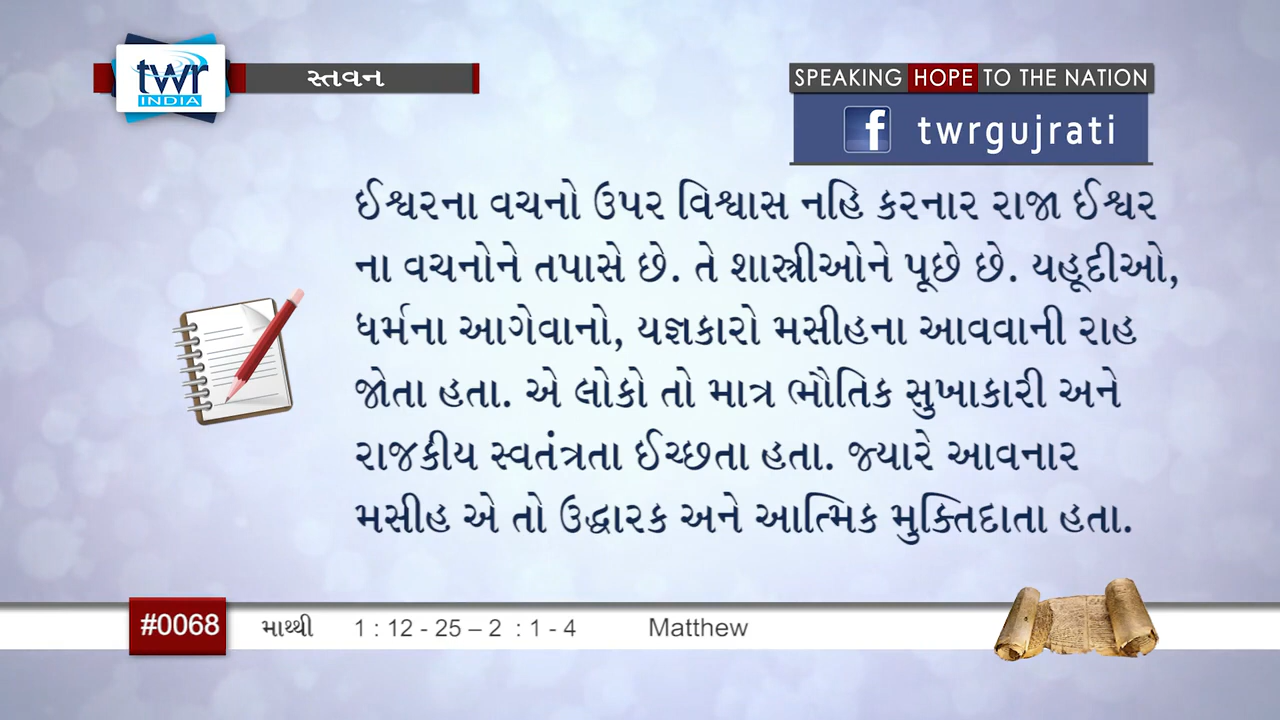 twr
INDIA
સ્તવન
SPEAKING HOPE TO THE NATION
f twrgujrati
ઈશ્વરના વચનો ઉપર વિશ્વાસ નહિ કરનાર રાજા ઈશ્વર
ના વચનોને તપાસે છે. તે શાસ્ત્રીઓને પૂછે છે. યહૂદીઓ,
ધર્મના આગેવાનો, યજ્ઞકારો મસીહના આવવાની રાહ
જોતા હતા. એ લોકો તો માત્ર ભૌતિક સુખાકારી અને
રાજકીય સ્વતંત્રતા ઈચ્છતા હતા. જ્યારે આવનાર
મસીહ એ તો ઉદ્ધારક અને આત્મિક મુક્તિદાતા હતા.
#0068 માથ્થી 1 : 12 - 25 – 2 : 1 - 4 Matthew